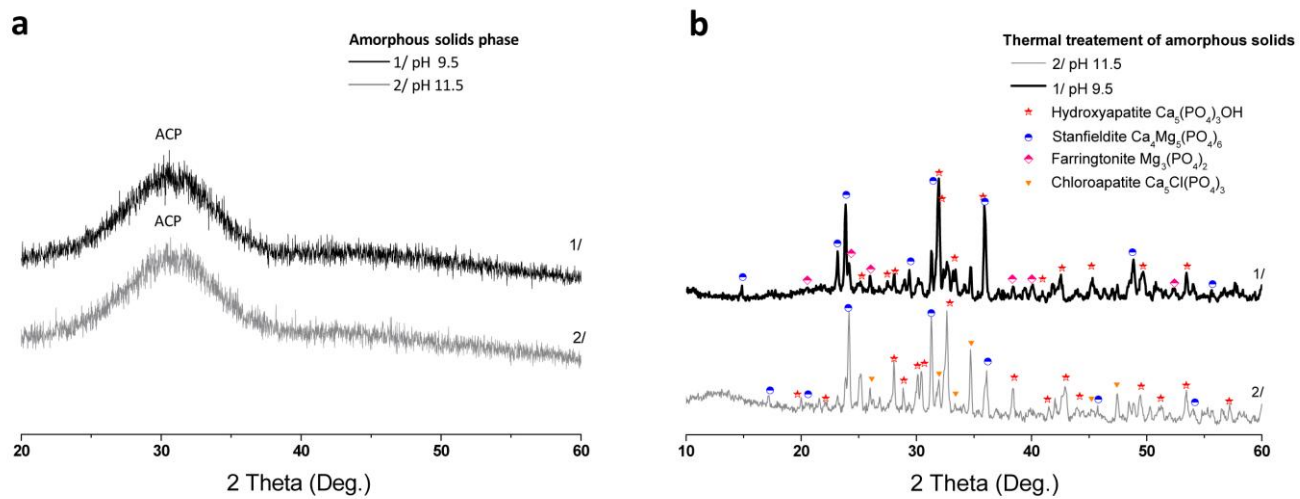 a
Amorphous solids phase
1/ pH 9.5
2/ pH 11.5
ACP
ACP
1/
2/
20 30 40 50 60
2 Theta (Deg.)
b
Thermal treatement of amorphous solids
2/ pH 11.5
1/ pH 9.5
Hydroxyapatite Ca₅(PO₄)₃OH
Stanfieldite Ca₄Mg₅(PO₄)₆
Farringtonite Mg₃(PO₄)₂
Chloroapatite Ca₅Cl(PO₄)₃
1/
2/
10 20 30 40 50 60
2 Theta (Deg.)